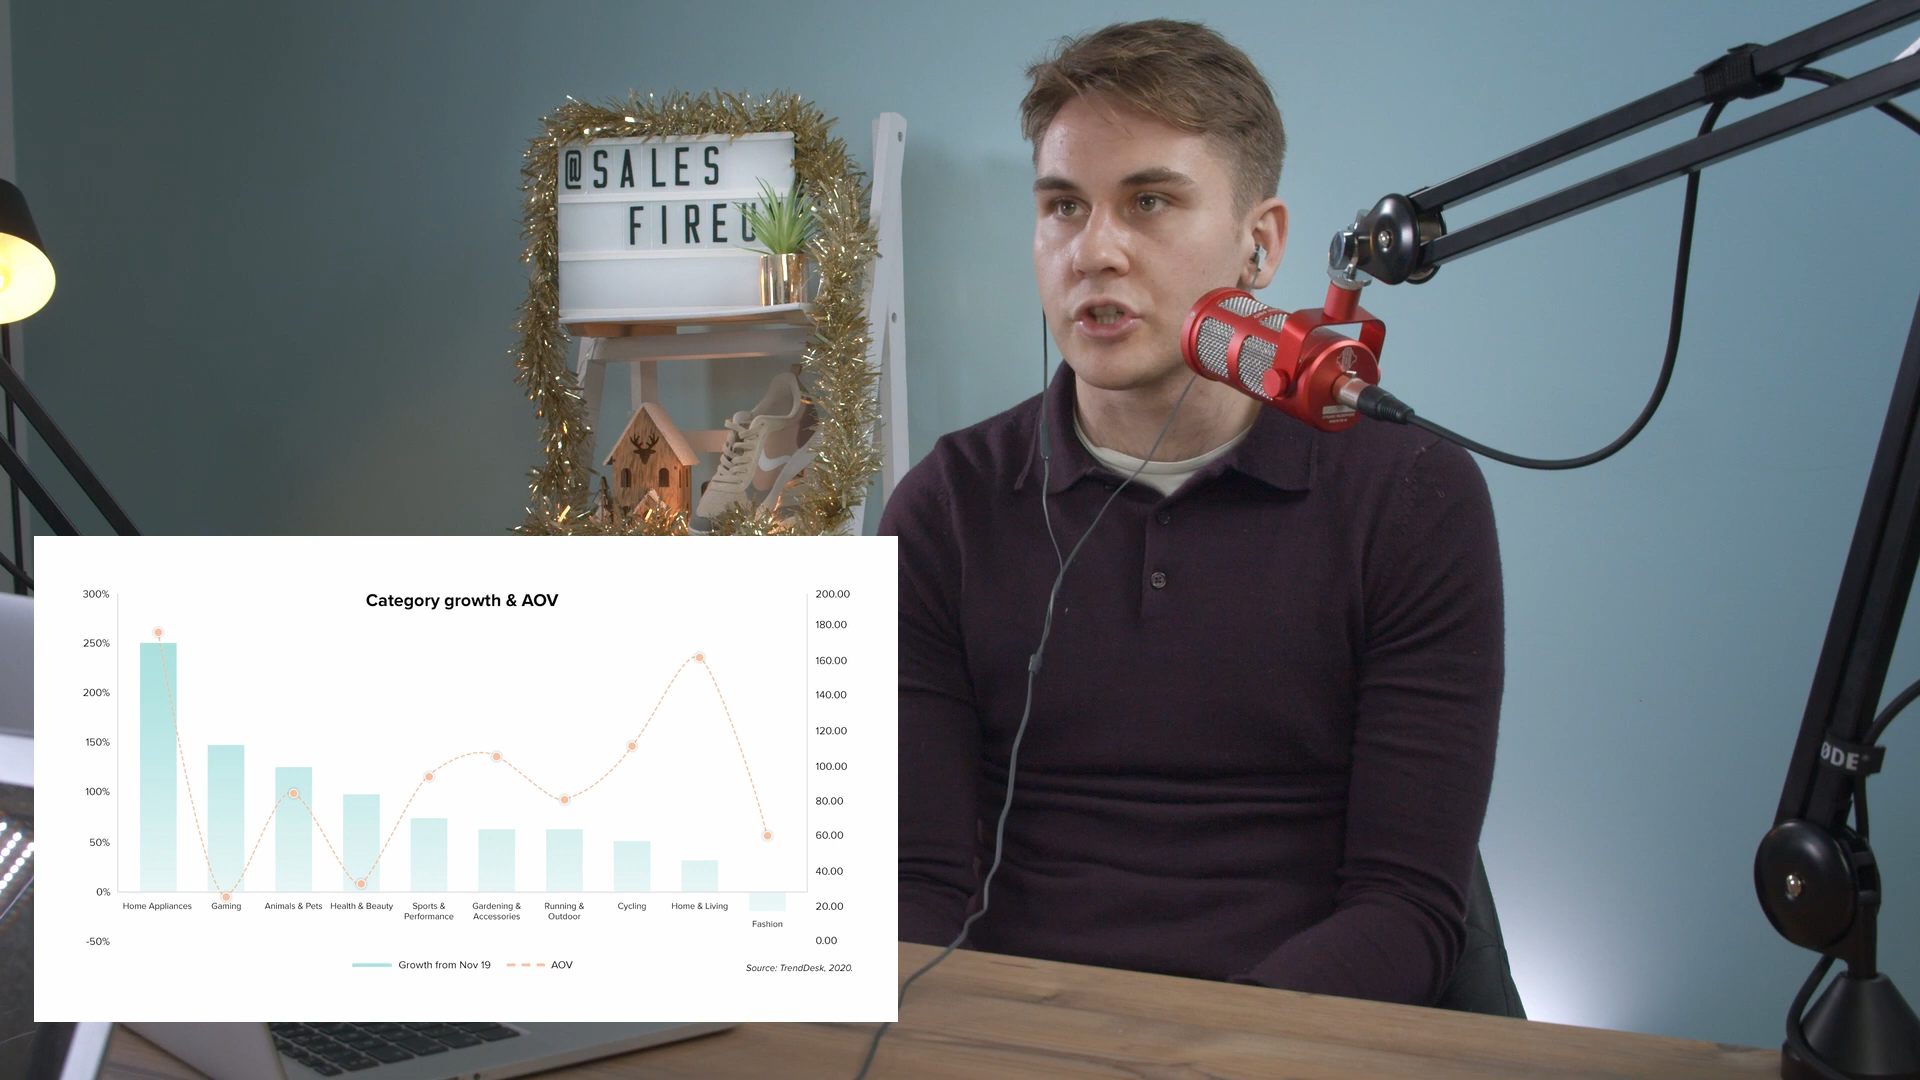 @SALES
FIREU
ØDE
Category growth & AOV
300%
250%
200%
150%
100%
50%
0%
-50%
200.00
180.00
160.00
140.00
120.00
100.00
80.00
60.00
40.00
20.00
0.00
Home Appliances
Gaming
Animals & Pets
Health & Beauty
Sports &
Performance
Gardening &
Accessories
Running &
Outdoor
Cycling
Home & Living
Fashion
Growth from Nov 19
AOV
Source: TrendDesk, 2020.